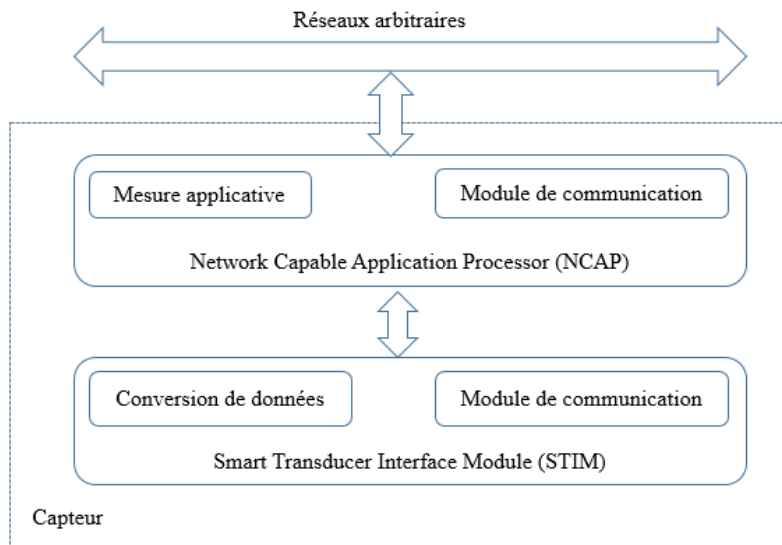 Réseaux arbitraires
Mesure applicative
Module de communication
Network Capable Application Processor (NCAP)
Conversion de données
Module de communication
Smart Transducer Interface Module (STIM)
Capteur